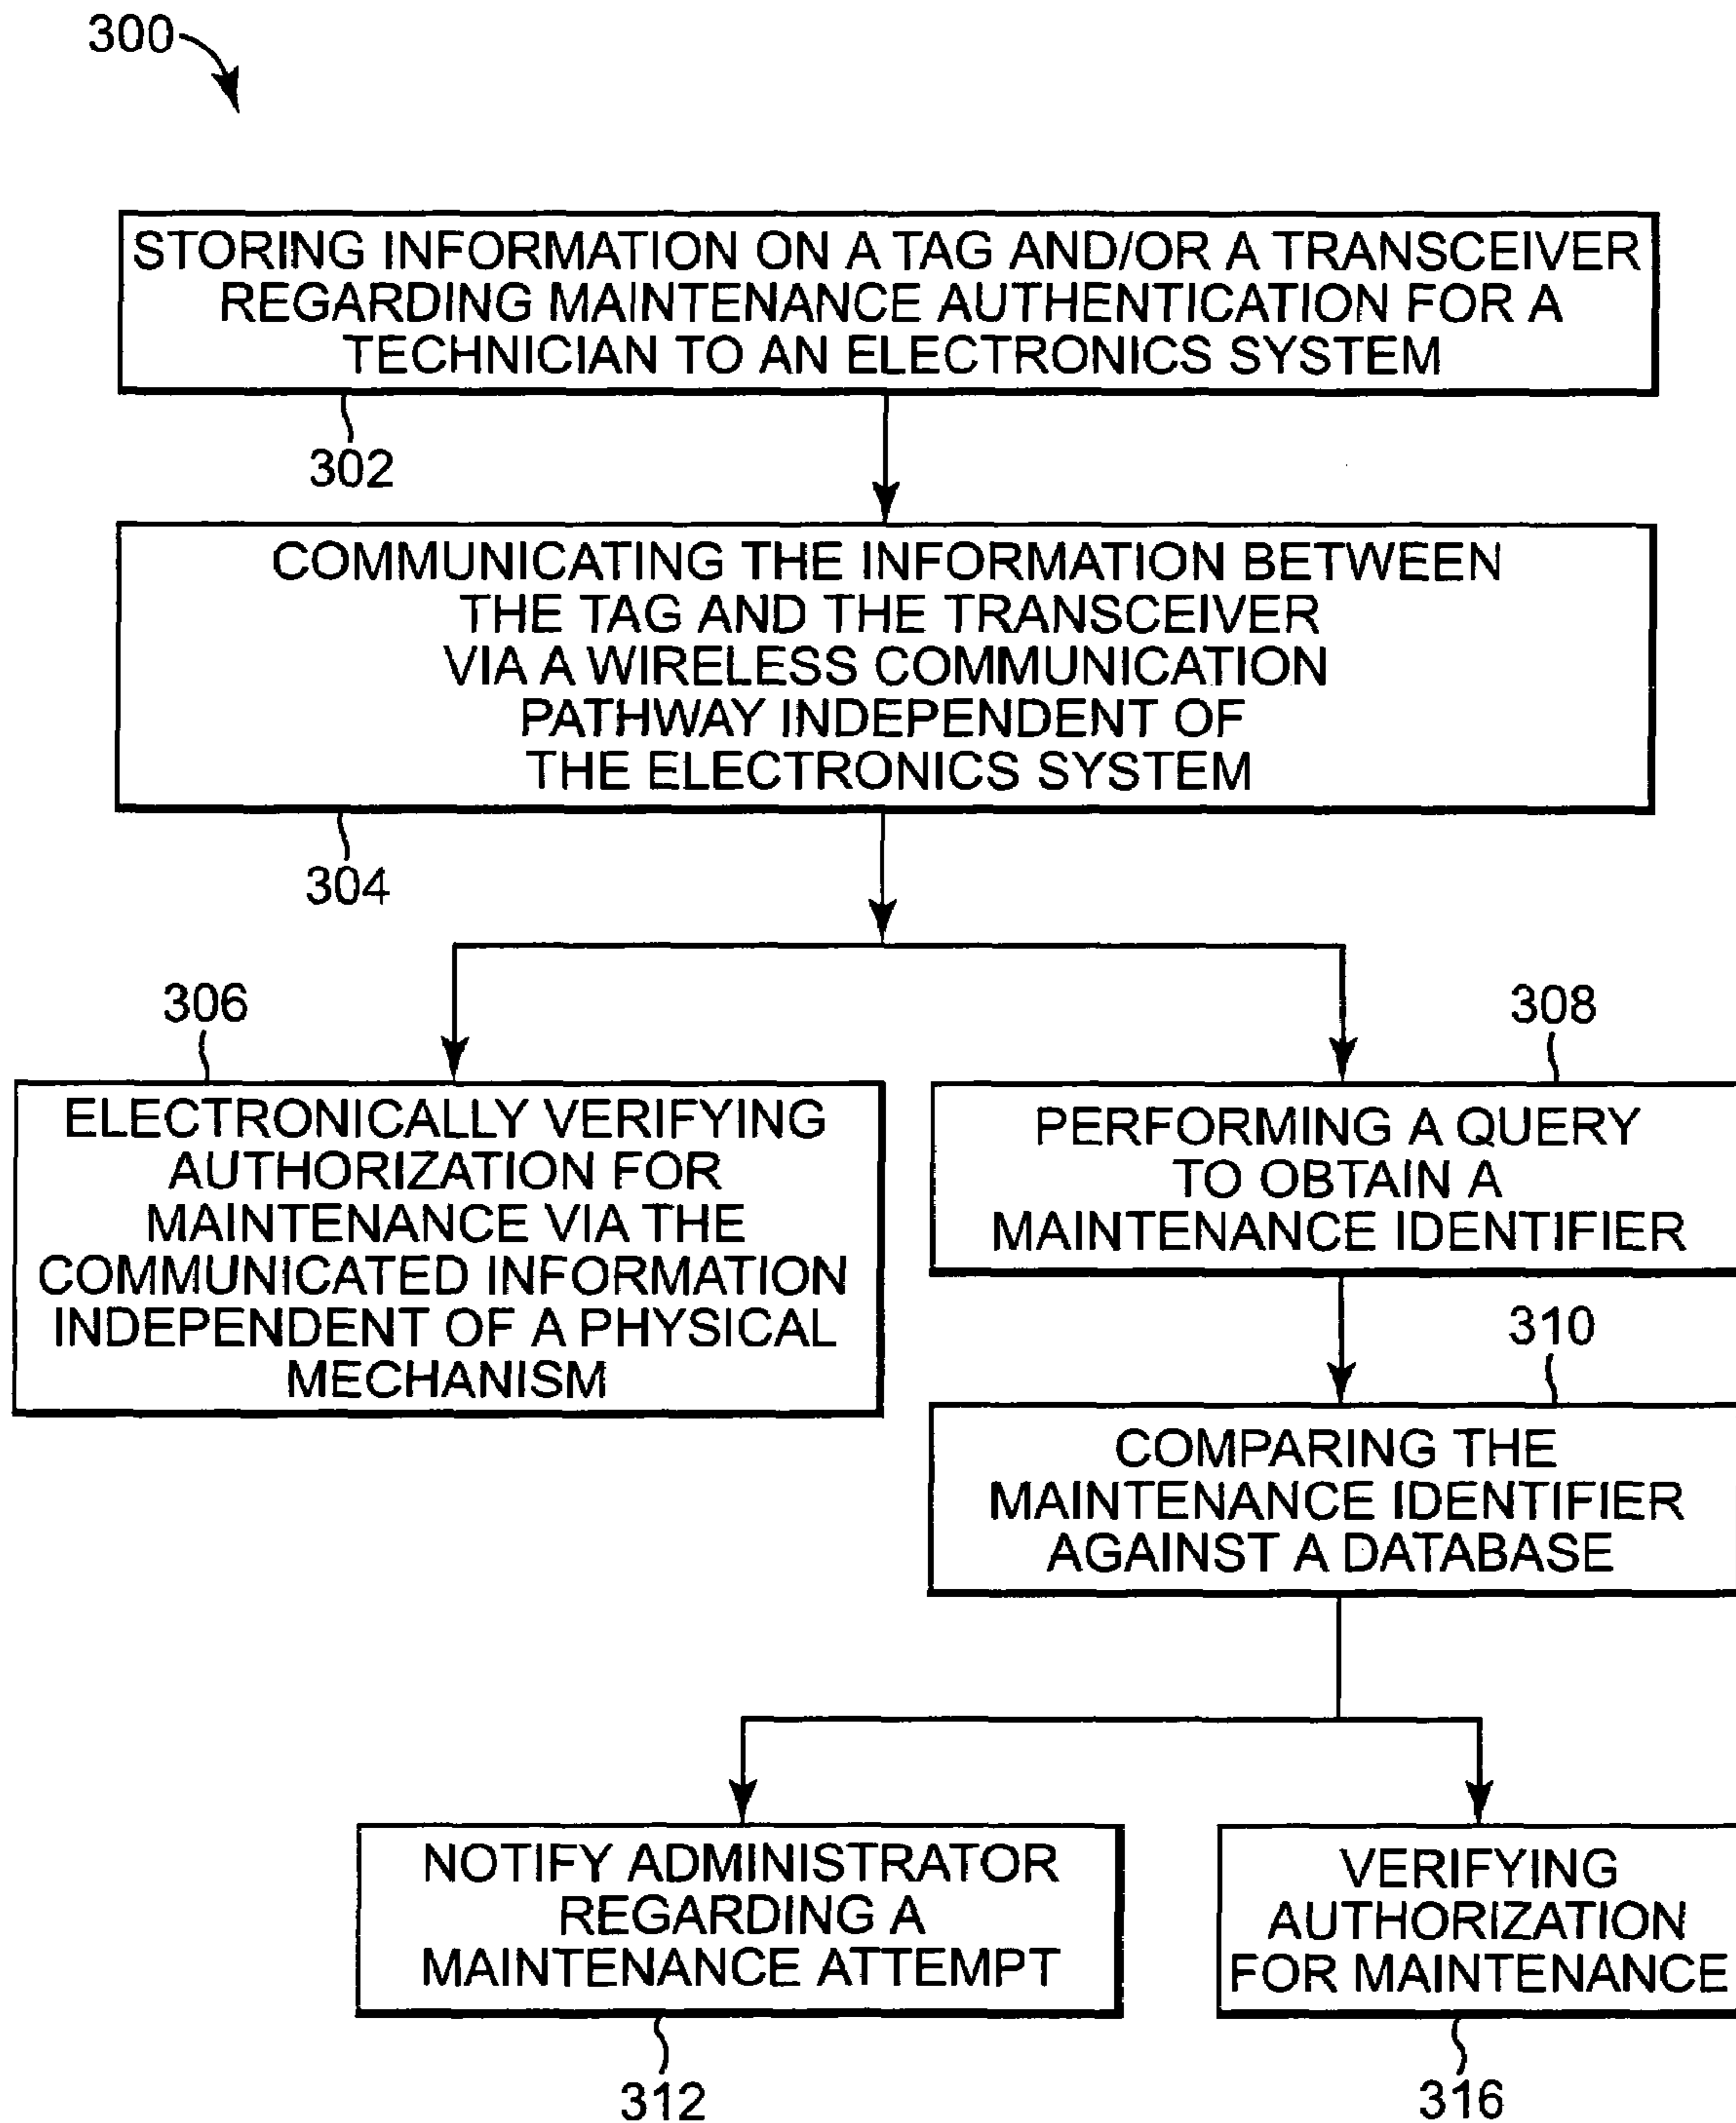 300
STORING INFORMATION ON A TAG AND/OR A TRANSCEIVER
REGARDING MAINTENANCE AUTHENTICATION FOR A
TECHNICIAN TO AN ELECTRONICS SYSTEM
302
COMMUNICATING THE INFORMATION BETWEEN
THE TAG AND THE TRANSCEIVER
VIA A WIRELESS COMMUNICATION
PATHWAY INDEPENDENT OF
THE ELECTRONICS SYSTEM
304
306
ELECTRONICALLY VERIFYING
AUTHORIZATION FOR
MAINTENANCE VIA THE
COMMUNICATED INFORMATION
INDEPENDENT OF A PHYSICAL
MECHANISM
308
PERFORMING A QUERY
TO OBTAIN A
MAINTENANCE IDENTIFIER
310
COMPARING THE
MAINTENANCE IDENTIFIER
AGAINST A DATABASE
NOTIFY ADMINISTRATOR
REGARDING A
MAINTENANCE ATTEMPT
312
VERIFYING
AUTHORIZATION
FOR MAINTENANCE
316